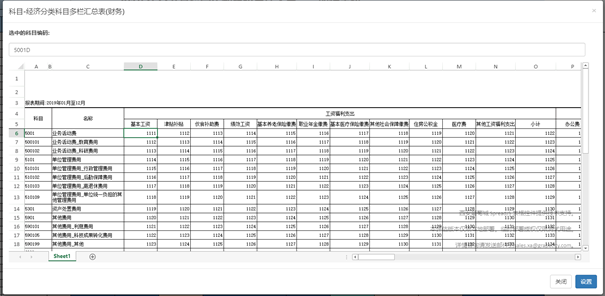 科目-经济分类科目多栏汇总表(财务)
×
选中的科目编码:
5001D
A B C D E F G H I J K L M N O P
1
2
3 报表期间:2019年01月至12月
4 科目 名称 工资福利支出
5 基本工资 津贴补贴 伙食补助费 绩效工资 基本养老保险缴费 职业年金缴费 基本医疗保险缴费 其他社会保障缴费 住房公积金 医疗费 其他工资福利支出 小计 办公费
6 5001 业务活动费 1111 1112 1113 1114 1115 1116 1117 1118 1119 1120 1121 1122 1
7 500101 业务活动费_教育费用 1112 1113 1114 1115 1116 1117 1118 1119 1120 1121 1122 1123 1
8 500102 业务活动费_科研费用 1113 1114 1115 1116 1117 1118 1119 1120 1121 1122 1123 1124 1
9 5101 单位管理费用 1114 1115 1116 1117 1118 1119 1120 1121 1122 1123 1124 1125 1
10 510101 单位管理费用_行政管理费用 1115 1116 1117 1118 1119 1120 1121 1122 1123 1124 1125 1126 1
11 510102 单位管理费用_后勤保障费用 1116 1117 1118 1119 1120 1121 1122 1123 1124 1125 1126 1127 1
12 510103 单位管理费用_离退休费用 1117 1118 1119 1120 1121 1122 1123 1124 1125 1126 1127 1128 1
13 510109 单位管理费用_单位统一负担的其他管理费用 1118 1119 1120 1121 1122 1123 1124 1125 1126 1127 1128 1129 1
14 5301 资产处置费用 1119 1120 1121 1122 1123 1124 1125 1126 1127 1128 1129 1130 1
15 5901 其他费用 1120 1121 1122 1123 1124 1125 1126 1127 1128 1129 1130 1131 1
16 590101 其他费用_利息费用 1121 1122 1123 1124 1125 1126 1127 1128 1129 1130 1131 1132 1
17 590105 其他费用_科技成果转化费用 1122 1123 1124 1125 1126 1127 1128 1129 1130 1131 1132 1133 1
18 590199 其他费用_其他 1123 1124 1125 1126 1127 1128 1129 1130 1131 1132 1133 1134 1
Sheet1
关闭 设置